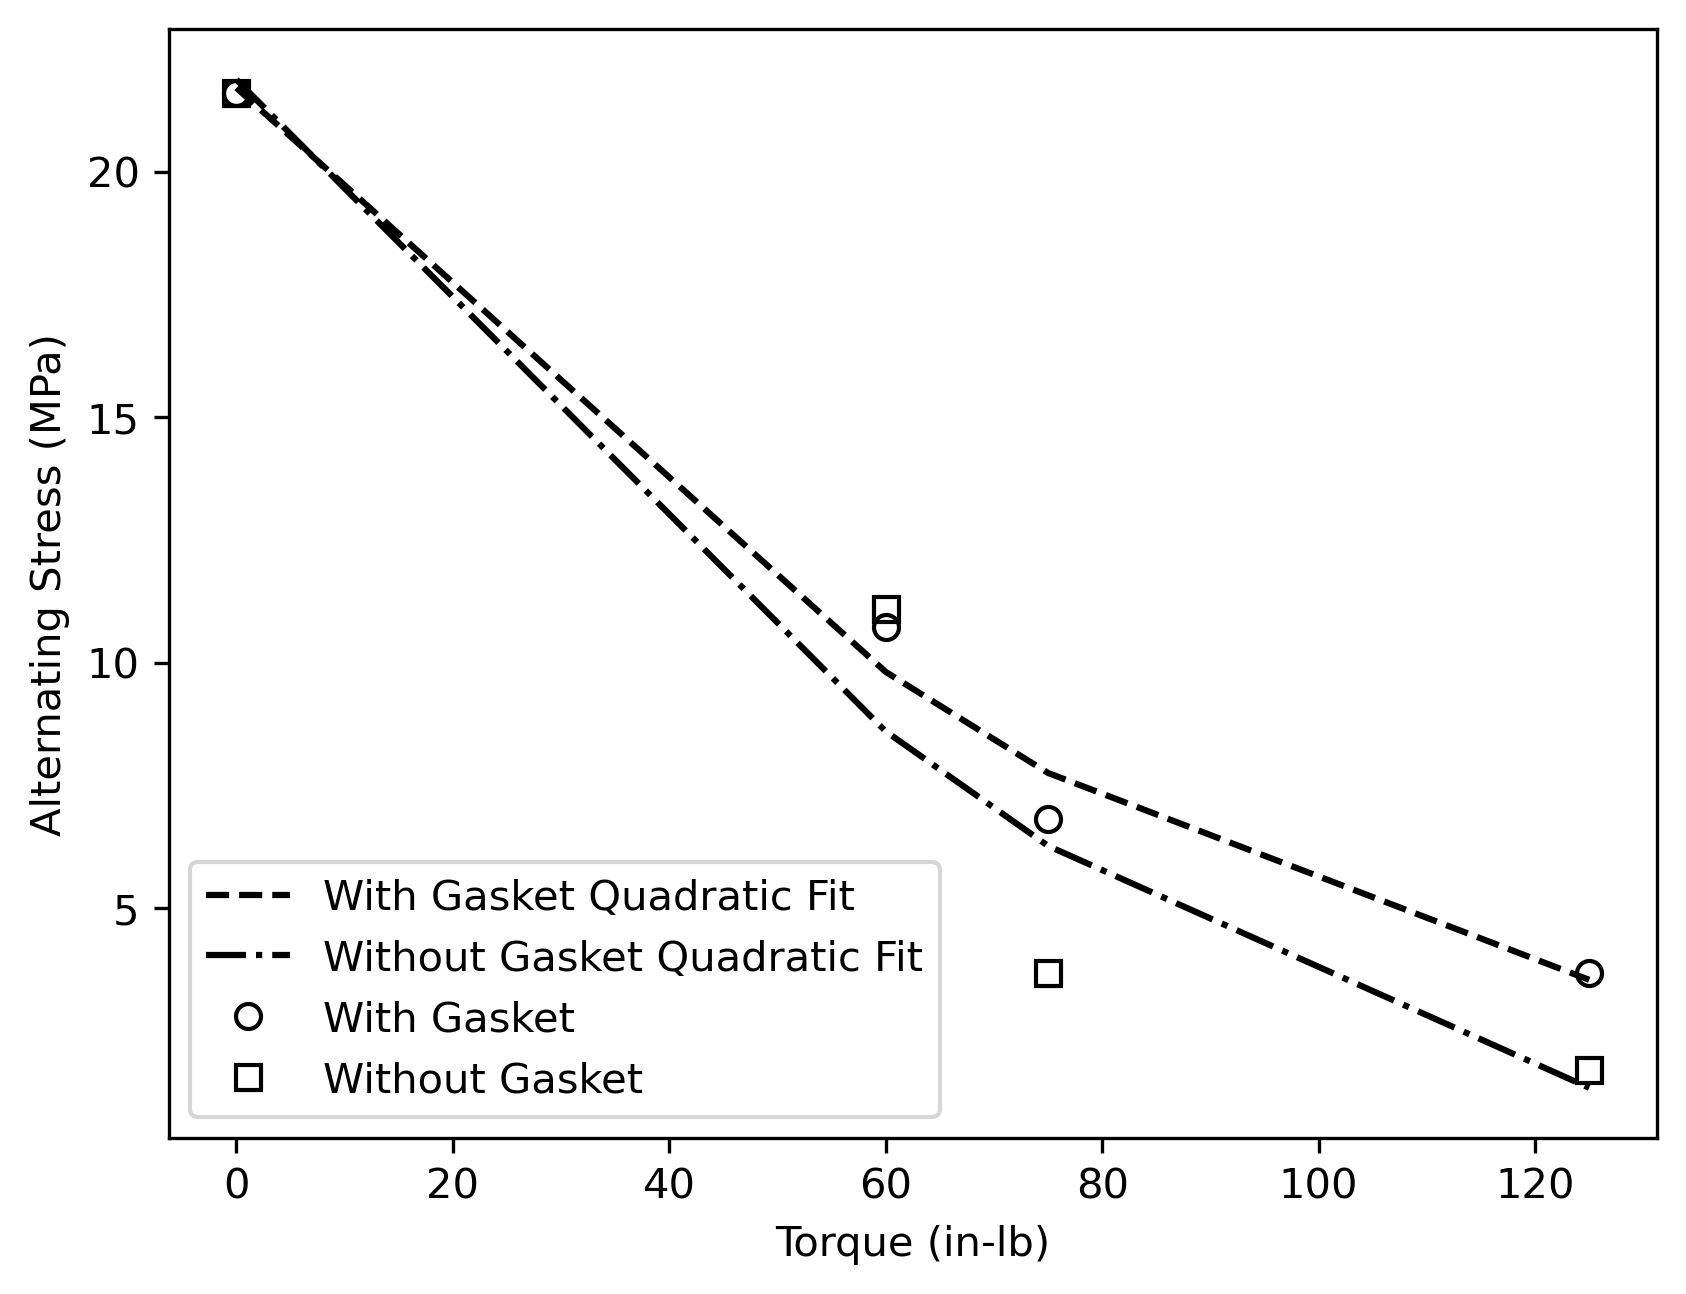 20
15
10
5
Alternating Stress (MPa)
With Gasket Quadratic Fit
Without Gasket Quadratic Fit
With Gasket
Without Gasket
0 20 40 60 80 100 120
Torque (in-lb)